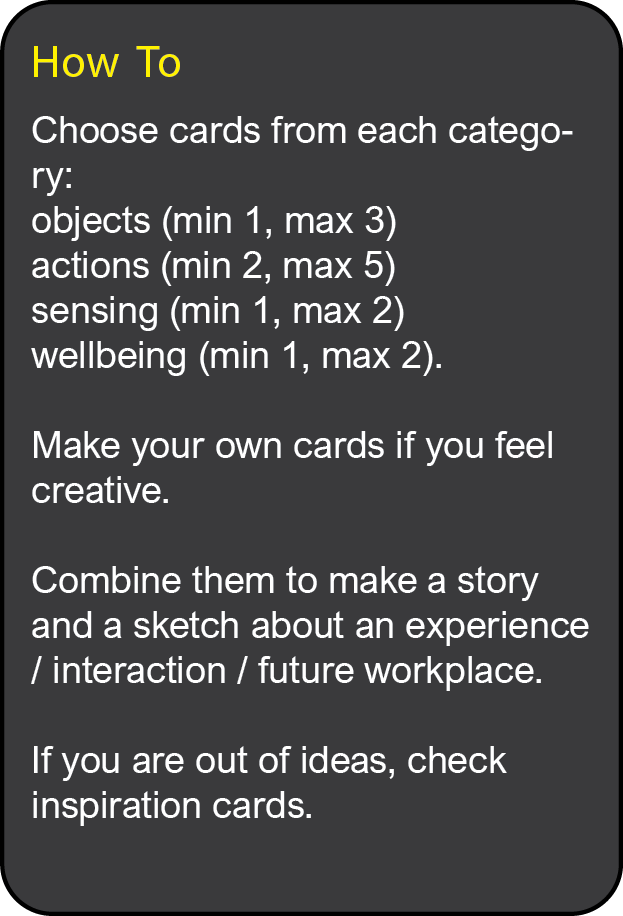 How To
Choose cards from each catego-
ry:
objects (min 1, max 3)
actions (min 2, max 5)
sensing (min 1, max 2)
wellbeing (min 1, max 2).
Make your own cards if you feel
creative.
Combine them to make a story
and a sketch about an experience
/ interaction / future workplace.
If you are out of ideas, check
inspiration cards.